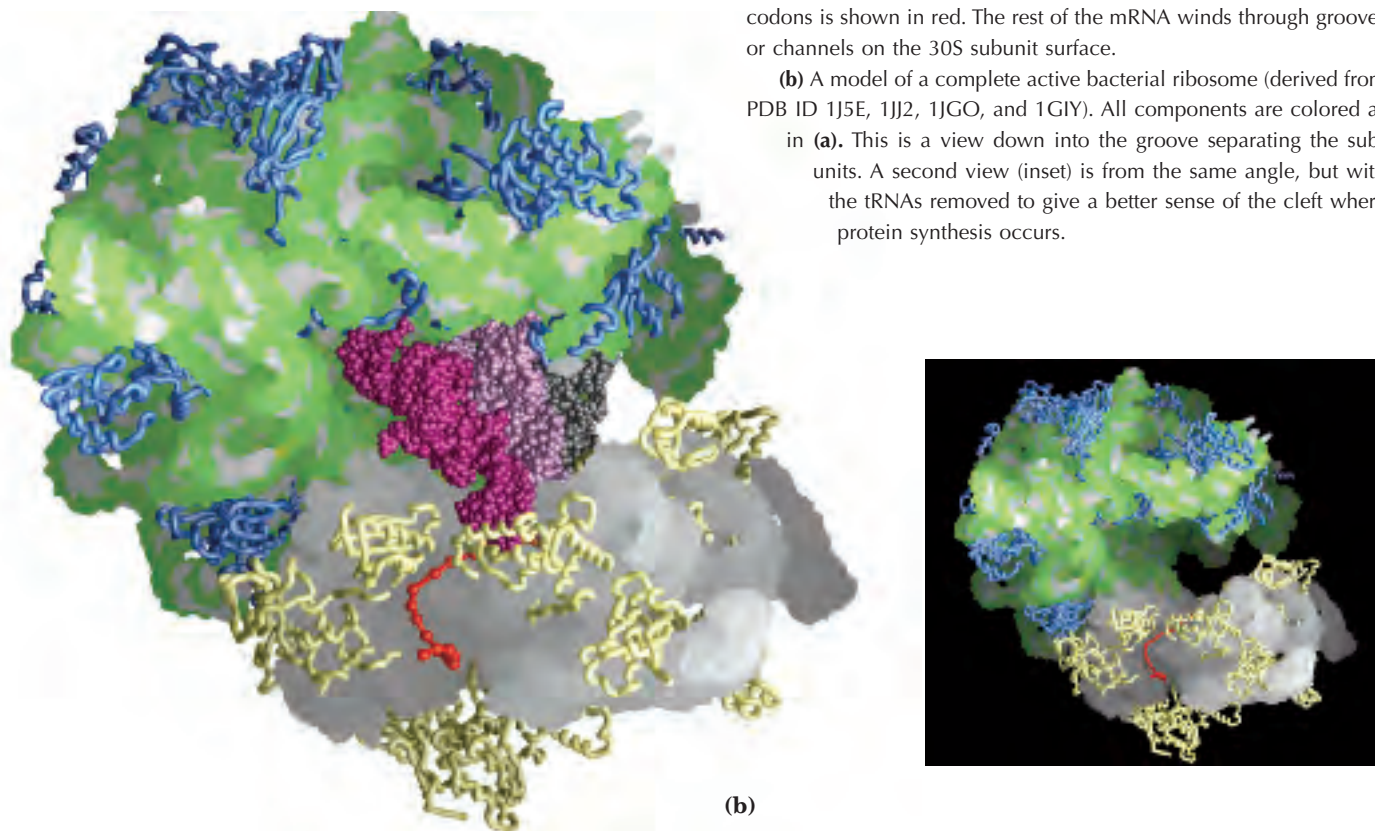 codons is shown in red. The rest of the mRNA winds through groove
or channels on the 30S subunit surface.
(b) A model of a complete active bacterial ribosome (derived from
PDB ID 1J5E, 1JJ2, 1JGO, and 1GIY). All components are colored a
in (a). This is a view down into the groove separating the sub
units. A second view (inset) is from the same angle, but wit
the tRNAs removed to give a better sense of the cleft wher
protein synthesis occurs.
(b)